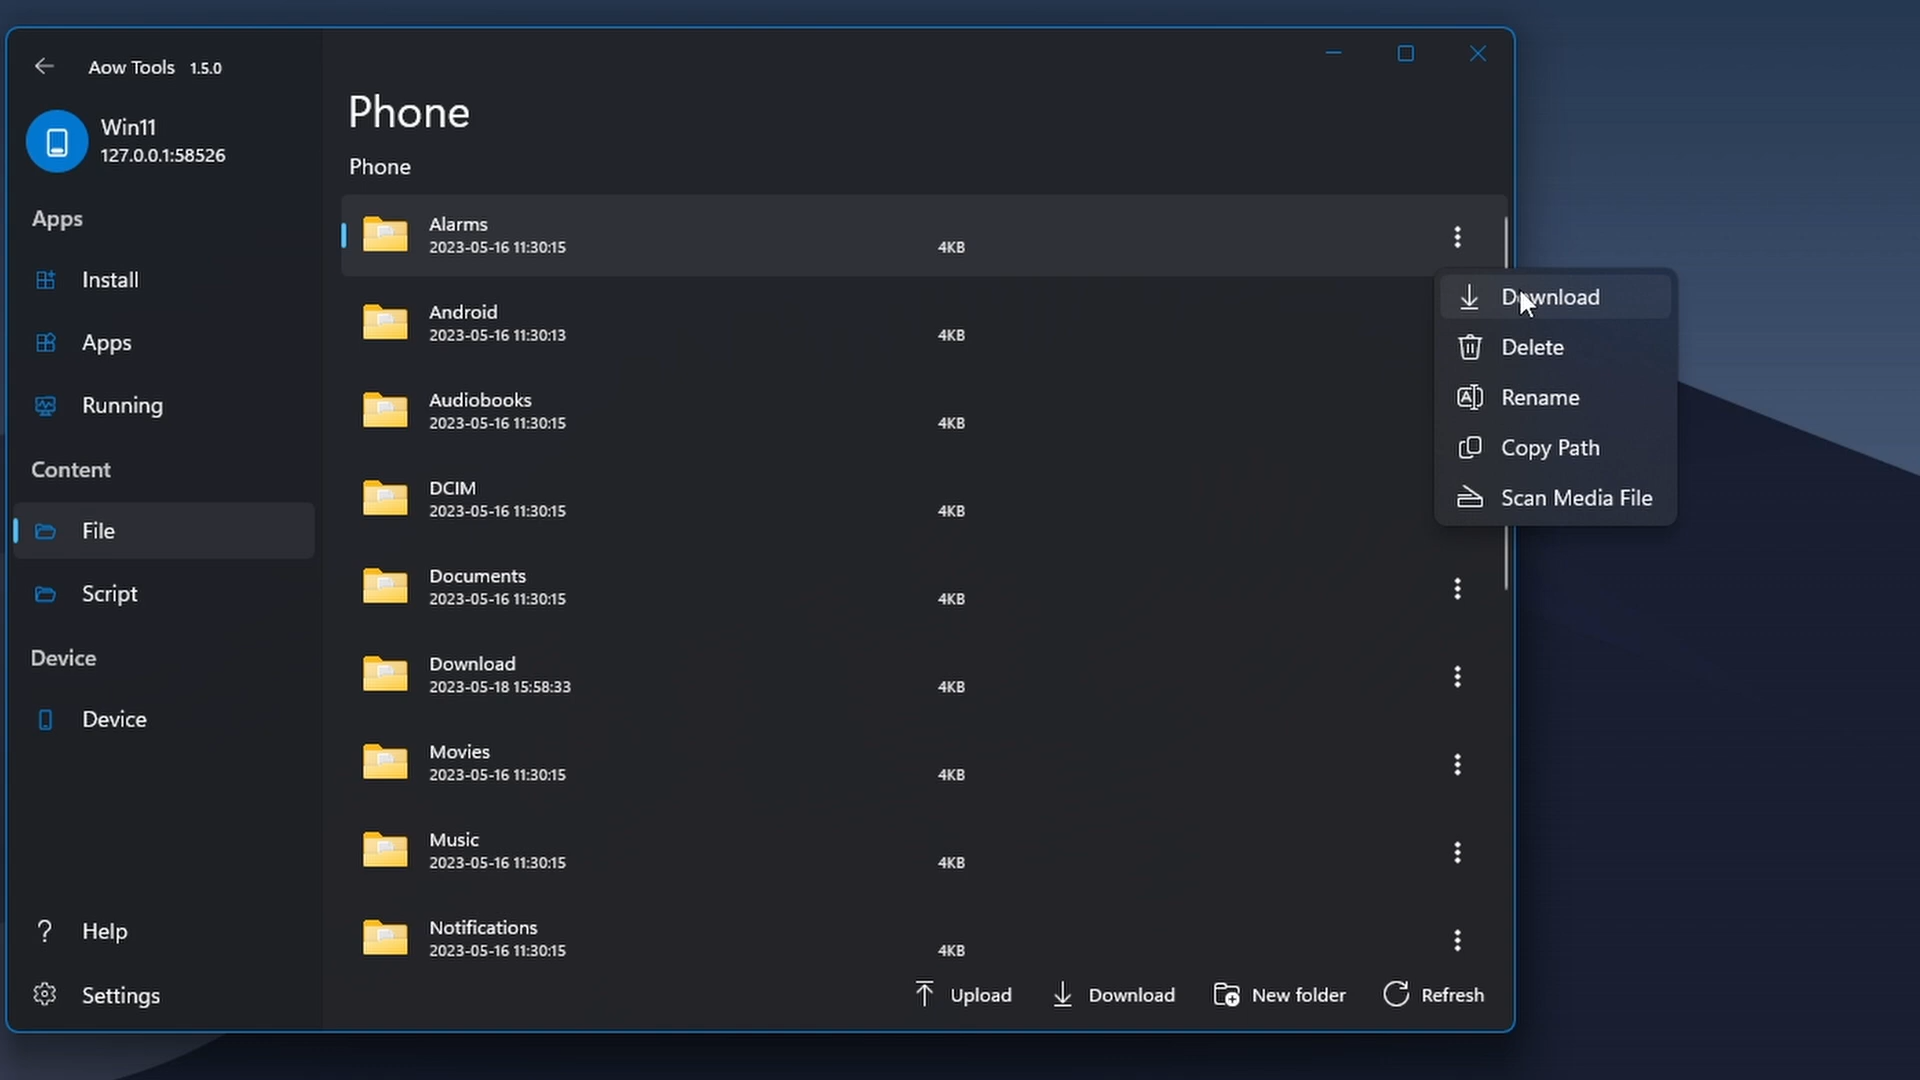 Aow Tools 1.5.0
Win11
127.0.0.1:58526
Apps
Install
Apps
Running
Content
File
Script
Device
Device
Help
Settings
Phone
Phone
Alarms
2023-05-16 11:30:15
4KB
Android
2023-05-16 11:30:13
4KB
Audiobooks
2023-05-16 11:30:15
4KB
DCIM
2023-05-16 11:30:15
4KB
Documents
2023-05-16 11:30:15
4KB
Download
2023-05-18 15:58:33
4KB
Movies
2023-05-16 11:30:15
4KB
Music
2023-05-16 11:30:15
4KB
Notifications
2023-05-16 11:30:15
4KB
Download
Delete
Rename
Copy Path
Scan Media File
Upload
Download
New folder
Refresh